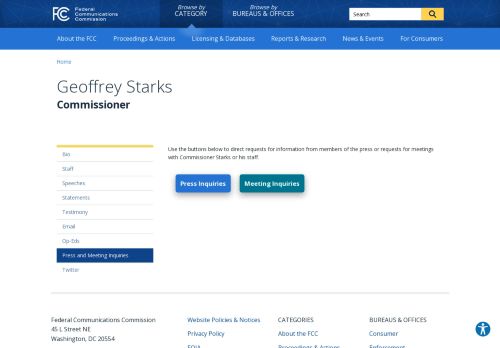 FCC
Federal
Communications
Commission
Browse by
CATEGORY
Browse by
BUREAUS & OFFICES
Search
About the FCC
Proceedings & Actions
Licensing & Databases
Reports & Research
News & Events
For Consumers
Home
Geoffrey Starks
Commissioner
Bio
Staff
Speeches
Statements
Testimony
Email
Op-Eds
Press and Meeting Inquiries
Twitter
Use the buttons below to direct requests for information from members of the press or requests for meetings
with Commissioner Starks or his staff.
Press Inquiries
Meeting Inquiries
Federal Communications Commission
45 L Street NE
Washington, DC 20554
Website Policies & Notices
Privacy Policy
FOIA
CATEGORIES
About the FCC
Proceedings & Actions
BUREAUS & OFFICES
Consumer
Enforcement